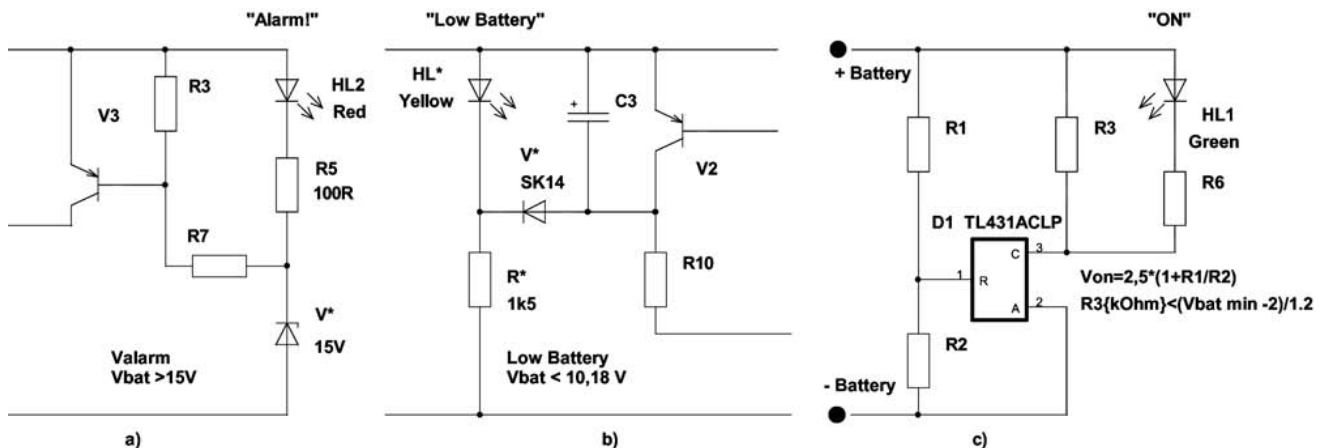 "Alarm!"
R3
HL2
Red
V3
R5
100R
R7
V*
15V
Valarm
Vbat >15V
a)
"Low Battery"
HL*
Yellow
+
C3
V*
SK14
V2
R*
1k5
R10
Low Battery
Vbat < 10,18 V
b)
"ON"
+ Battery
R1
R3
HL1
Green
R6
D1 TL431ACLP
C
3
1
R
A
2
Von=2,5*(1+R1/R2)
R3{kOhm}<(Vbat min -2)/1.2
R2
- Battery
c)